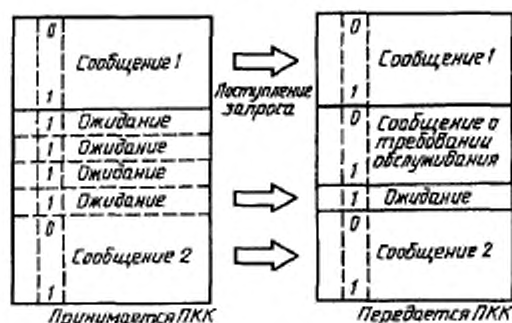 0
Сообщение 1
1
1 Ожидание
1 Ожидание
1 Ожидание
1 Ожидание
0
Сообщение 2
1
Принимается ПКК
Поступление
запроса
0
Сообщение 1
1
0 Сообщение о
требовании
обслуживания
1
1 Ожидание
0
Сообщение 2
1
Передается ПКК